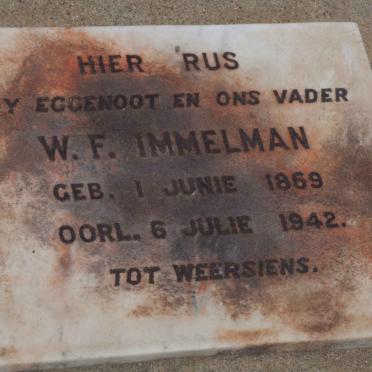 HIER RUS
Y EGGENOOT EN ONS VADER
W. F. IMMELMAN
GEB. 1 JUNIE 1869
OORL. 6 JULIE 1942.
TOT WEERSIENS.